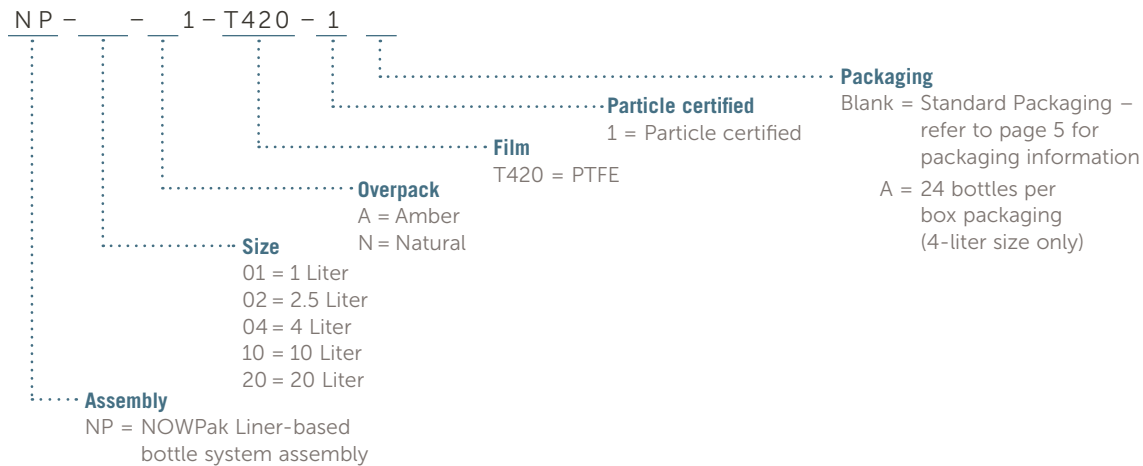 NP - - 1 - T420 - 1
Packaging
Blank = Standard Packaging –
refer to page 5 for
packaging information
A = 24 bottles per
box packaging
(4-liter size only)
Particle certified
1 = Particle certified
Film
T420 = PTFE
Overpack
A = Amber
N = Natural
Size
01 = 1 Liter
02 = 2.5 Liter
04 = 4 Liter
10 = 10 Liter
20 = 20 Liter
Assembly
NP = NOWPak Liner-based
bottle system assembly